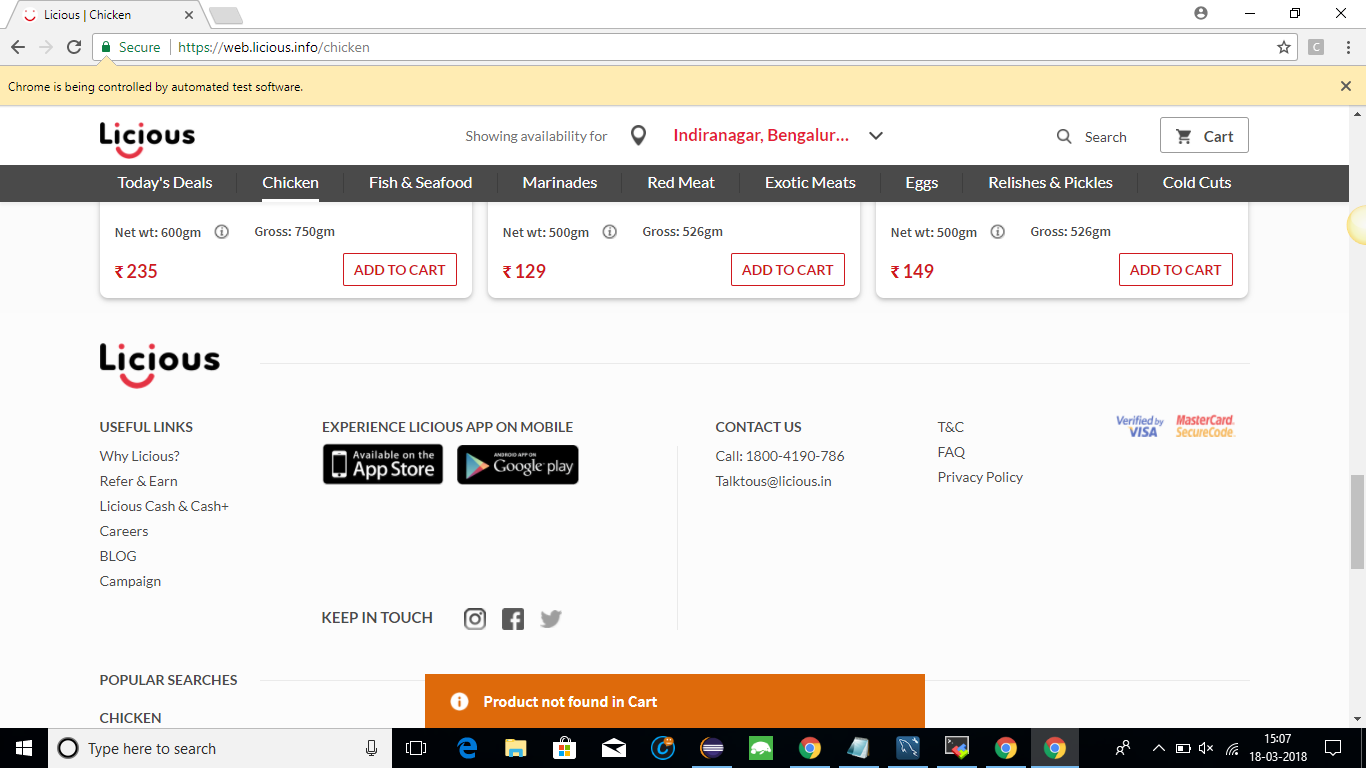 Licious | Chicken
Secure https://web.licious.info/chicken
C
Chrome is being controlled by automated test software.
Licious
Showing availability for
Indiranagar, Bengalur...
Search
Cart
Today's Deals
Chicken
Fish & Seafood
Marinades
Red Meat
Exotic Meats
Eggs
Relishes & Pickles
Cold Cuts
Net wt: 600gm Gross: 750gm
₹ 235 ADD TO CART
Net wt: 500gm Gross: 526gm
₹ 129 ADD TO CART
Net wt: 500gm Gross: 526gm
₹ 149 ADD TO CART
Licious
USEFUL LINKS
Why Licious?
Refer & Earn
Licious Cash & Cash+
Careers
BLOG
Campaign
EXPERIENCE LICIOUS APP ON MOBILE
Available on the
App Store
ANDROID APP ON
Google play
KEEP IN TOUCH
CONTACT US
Call: 1800-4190-786
Talktous@licious.in
T&C
FAQ
Privacy Policy
Verified by
VISA
MasterCard.
SecureCode.
POPULAR SEARCHES
CHICKEN
Product not found in Cart
Type here to search
15:07
18-03-2018